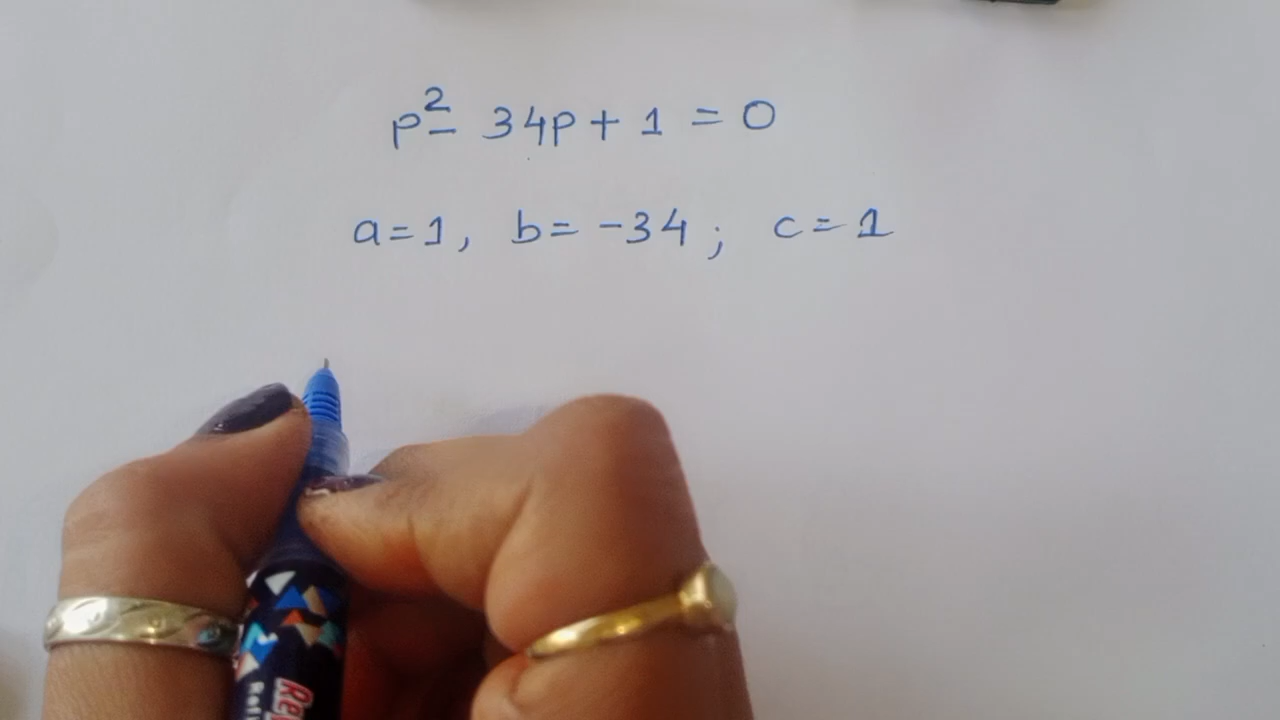 p² - 34p + 1 = 0
a = 1, b = -34; c = 1